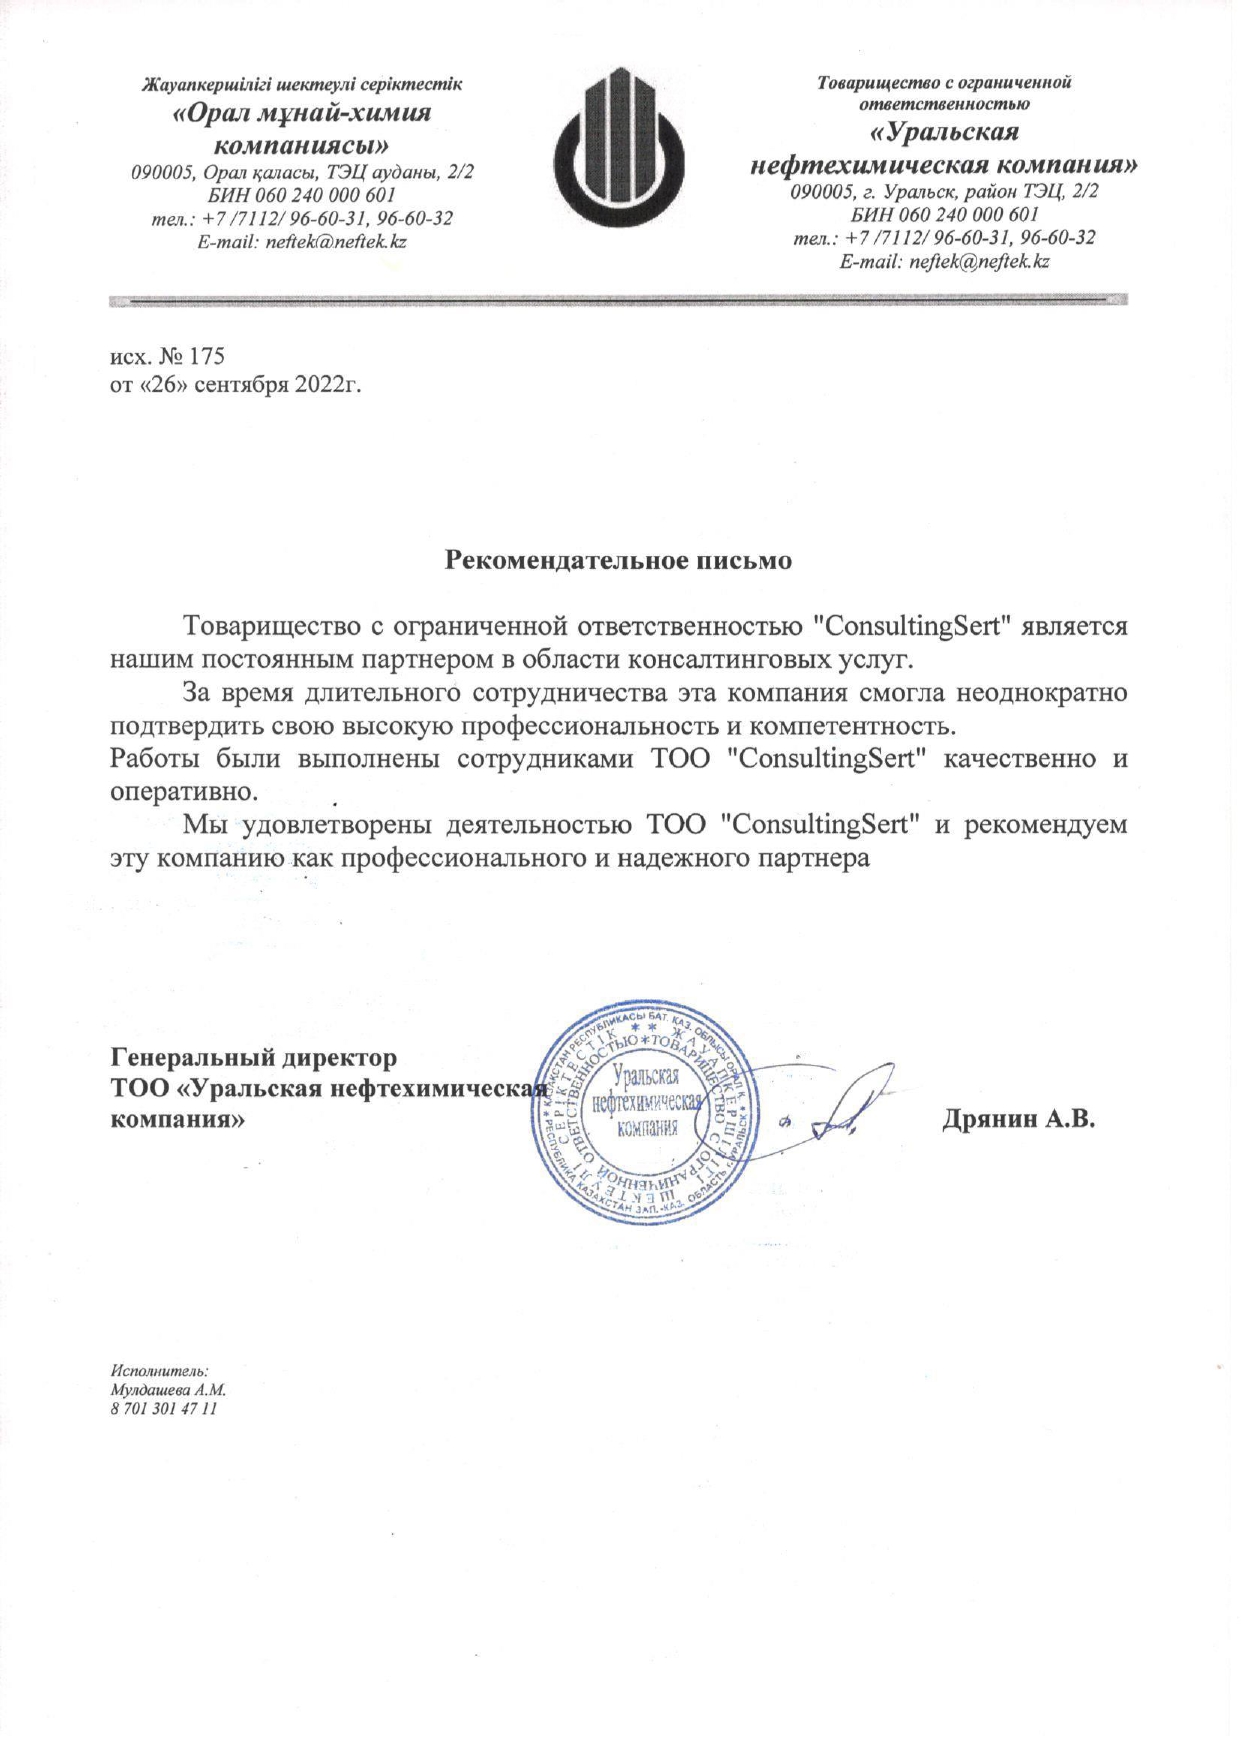 Жауапкершілігі шектеулі серіктестік
«Орал мұнай-химия
компаниясы»
090005, Орал қаласы, ТЭЦ ауданы, 2/2
БИН 060 240 000 601
тел.: +7 /7112/ 96-60-31, 96-60-32
E-mail: neftek@neftek.kz
Товарищество с ограниченной
ответственностью
«Уральская
нефтехимическая компания»
090005, г. Уральск, район ТЭЦ, 2/2
БИН 060 240 000 601
тел.: +7 /7112/ 96-60-31, 96-60-32
E-mail: neftek@neftek.kz
исх. № 175
от «26» сентября 2022г.
Рекомендательное письмо
Товарищество с ограниченной ответственностью "ConsultingSert" является
нашим постоянным партнером в области консалтинговых услуг.
За время длительного сотрудничества эта компания смогла неоднократно
подтвердить свою высокую профессиональность и компетентность.
Работы были выполнены сотрудниками ТОО "ConsultingSert" качественно и
оперативно.
Мы удовлетворены деятельностью ТОО "ConsultingSert" и рекомендуем
эту компанию как профессионального и надежного партнера
Генеральный директор
ТОО «Уральская нефтехимическая
компания»
Дрянин А.В.
ҚАЗАҚСТАН РЕСПУБЛИКАСЫ БАТ. ҚАЗ. ОБЛЫСЫ ОРАЛ Қ.
РЕСПУБЛИКА КАЗАХСТАН ЗАП.-КАЗ. ОБЛАСТЬ г.УРАЛЬСК
ЖАУАПКЕРШІЛІГІ ШЕКТЕУЛІ СЕРІКТЕСТІК
ТОВАРИЩЕСТВО С ОГРАНИЧЕННОЙ ОТВЕТСТВЕННОСТЬЮ
Уральская
нефтехимическая
компания
Исполнитель:
Мулдашева А.М.
8 701 301 47 11